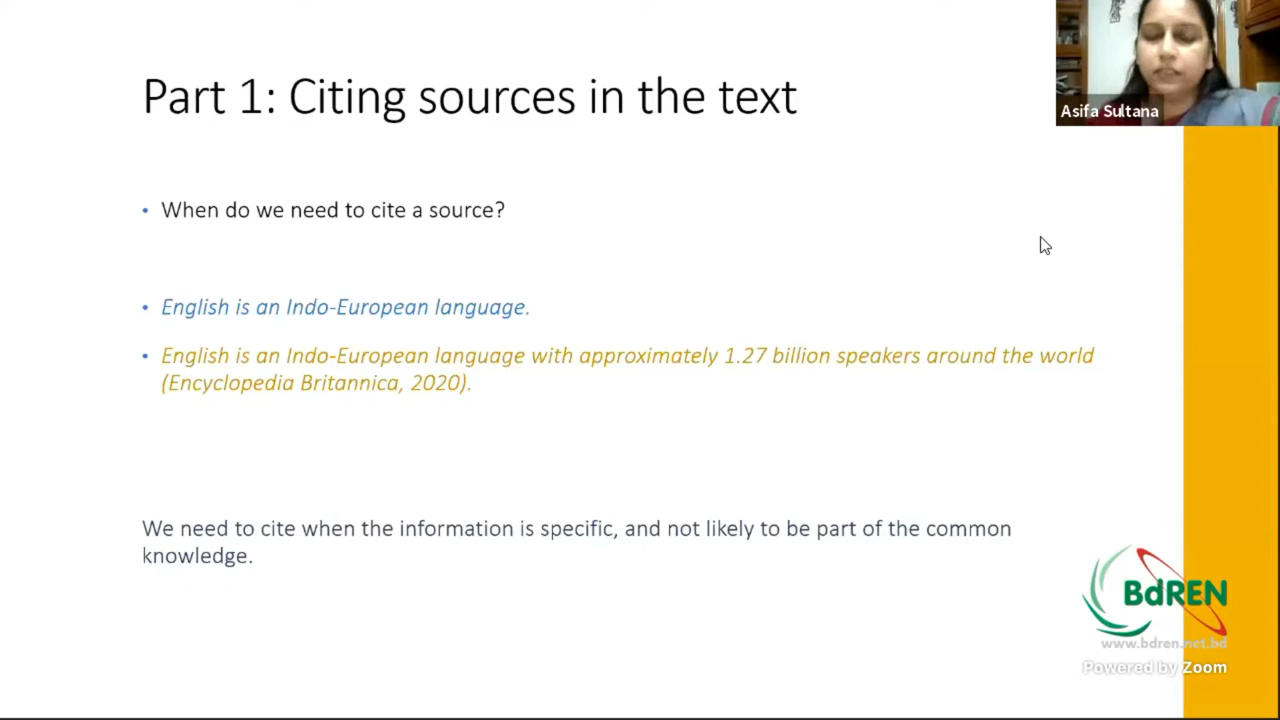 Part 1: Citing sources in the text
Asifa Sultana
• When do we need to cite a source?
• English is an Indo-European language.
• English is an Indo-European language with approximately 1.27 billion speakers around the world
(Encyclopedia Britannica, 2020).
We need to cite when the information is specific, and not likely to be part of the common
knowledge.
BdREN
www.bdren.net.bd
Powered by Zoom